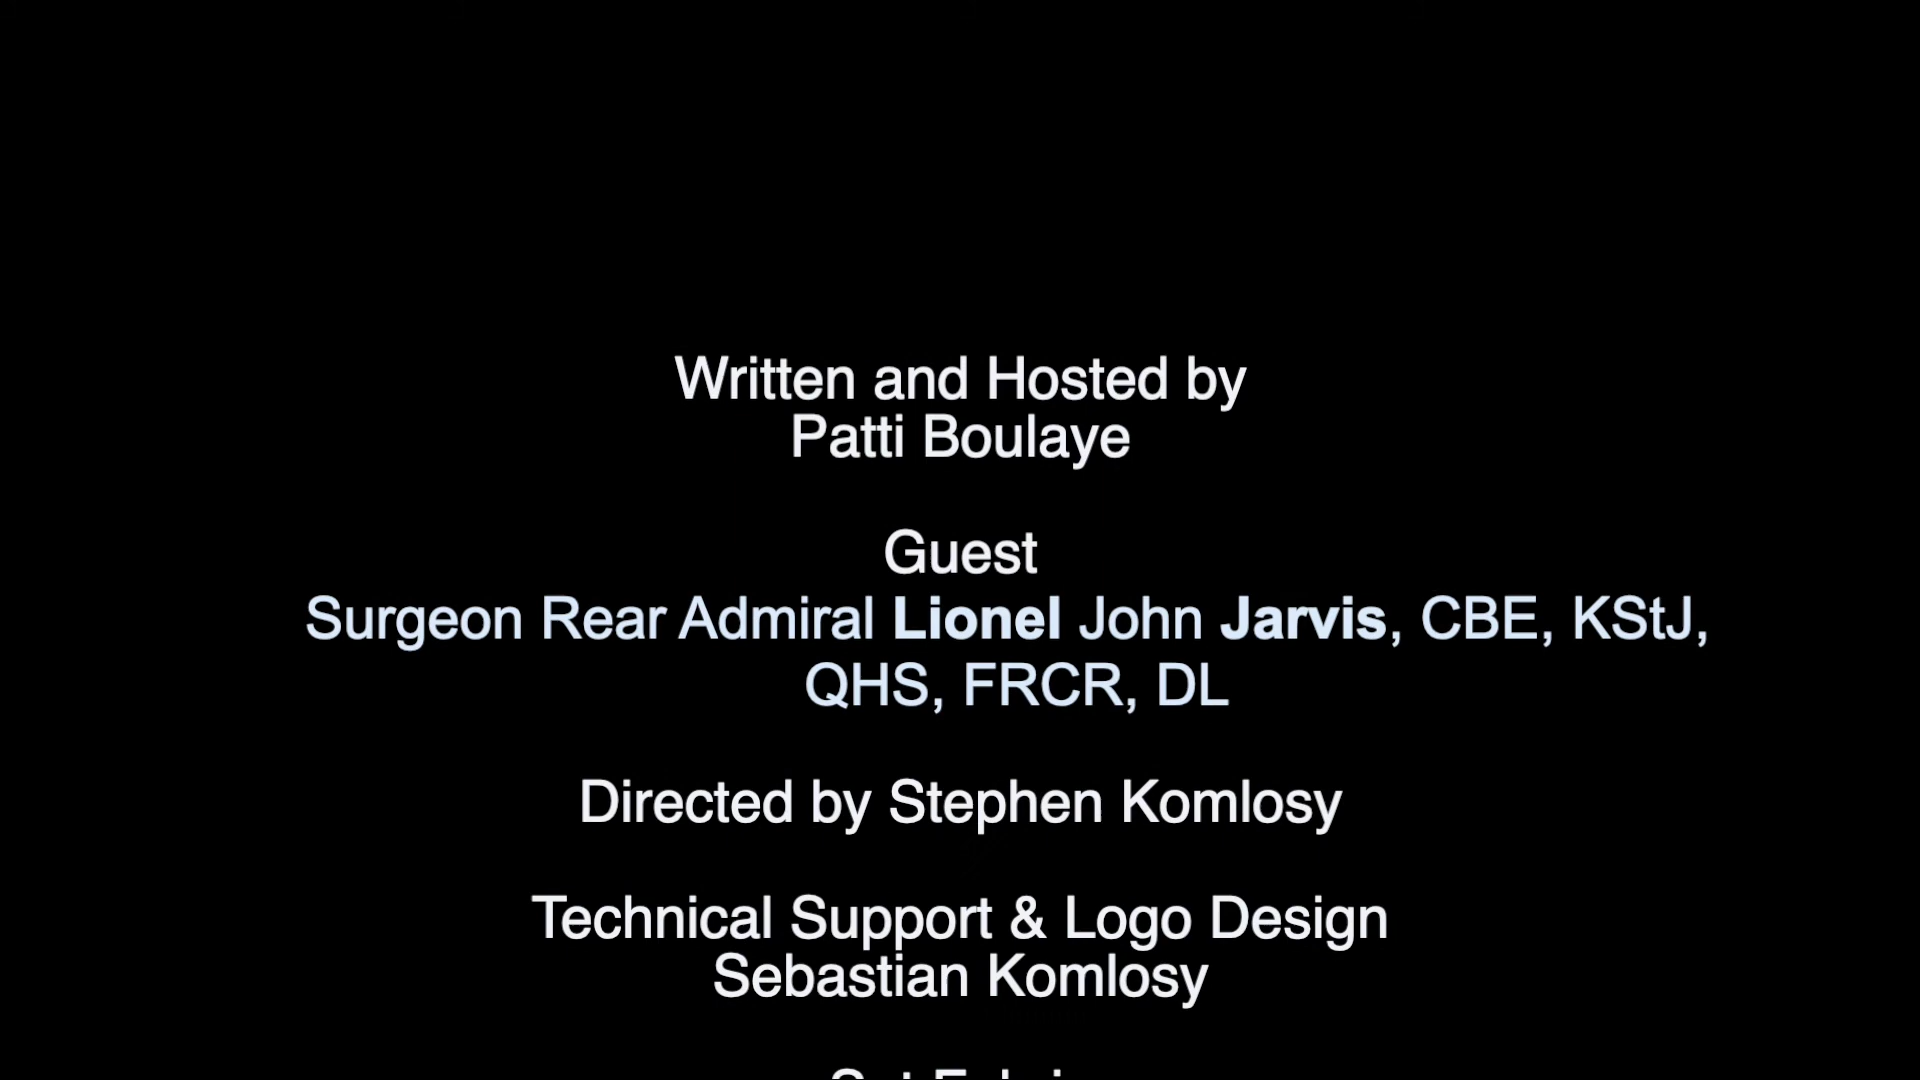 Written and Hosted by
Patti Boulaye
Guest
Surgeon Rear Admiral Lionel John Jarvis, CBE, KStJ,
QHS, FRCR, DL
Directed by Stephen Komlosy
Technical Support & Logo Design
Sebastian Komlosy